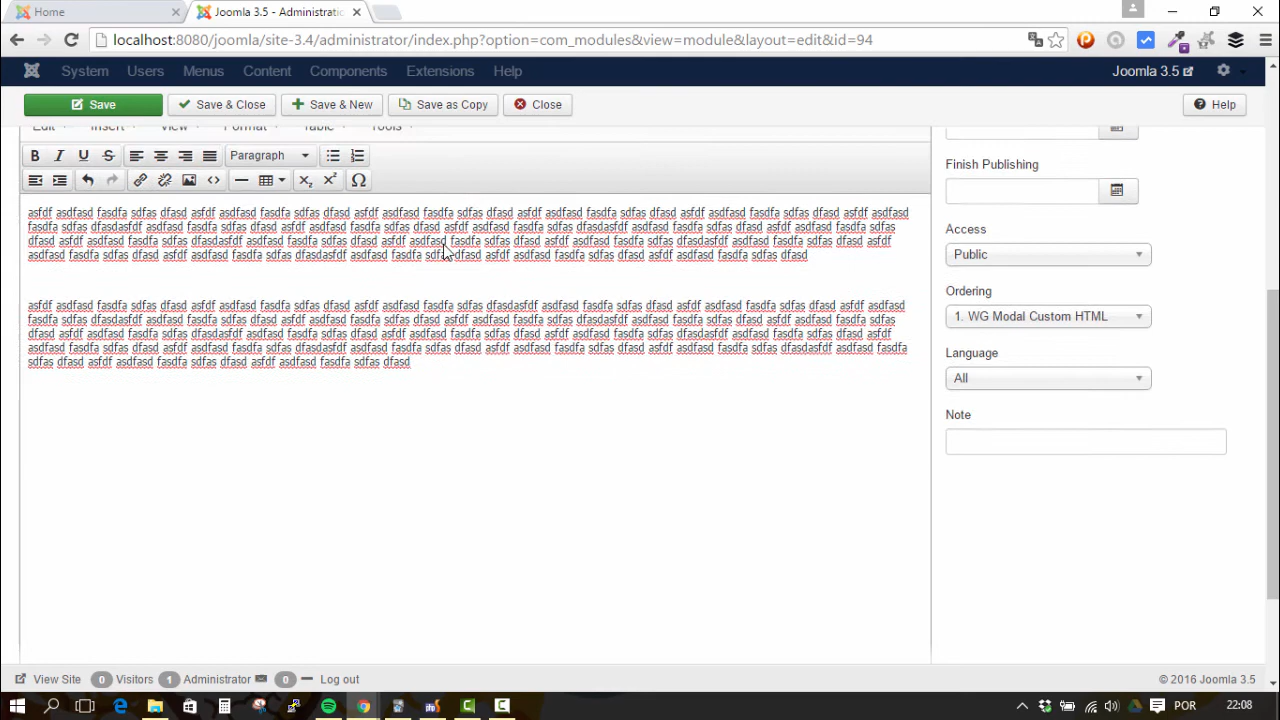 Home
Joomla 3.5 - Administratio
localhost:8080/joomla/site-3.4/administrator/index.php?option=com_modules&view=module&layout=edit&id=94
System Users Menus Content Components Extensions Help Joomla 3.5
Save Save & Close Save & New Save as Copy Close Help
Edit Insert View Format Table Tools
Paragraph
Finish Publishing
asfdf asdfasd fasdfa sdfas dfasd asfdf asdfasd fasdfa sdfas dfasd asfdf asdfasd fasdfa sdfas dfasd asfdf asdfasd fasdfa sdfas dfasd asfdf asdfasd fasdfa sdfas dfasd asfdf asdfasd
fasdfa sdfas dfasdasfdf asdfasd fasdfa sdfas dfasd asfdf asdfasd fasdfa sdfas dfasd asfdf asdfasd fasdfa sdfas dfasdasfdf asdfasd fasdfa sdfas dfasd asfdf asdfasd fasdfa sdfas
dfasd asfdf asdfasd fasdfa sdfas dfasdasfdf asdfasd fasdfa sdfas dfasd asfdf asdfasd fasdfa sdfas dfasd asfdf asdfasd fasdfa sdfas dfasdasfdf asdfasd fasdfa sdfas dfasd asfdf
asdfasd fasdfa sdfas dfasd asfdf asdfasd fasdfa sdfas dfasdasfdf asdfasd fasdfa sdfas dfasd asfdf asdfasd fasdfa sdfas dfasd asfdf asdfasd fasdfa sdfas dfasd
Access
Public
Ordering
1. WG Modal Custom HTML
asfdf asdfasd fasdfa sdfas dfasd asfdf asdfasd fasdfa sdfas dfasd asfdf asdfasd fasdfa sdfas dfasdasfdf asdfasd fasdfa sdfas dfasd asfdf asdfasd fasdfa sdfas dfasd asfdf asdfasd
fasdfa sdfas dfasdasfdf asdfasd fasdfa sdfas dfasd asfdf asdfasd fasdfa sdfas dfasd asfdf asdfasd fasdfa sdfas dfasdasfdf asdfasd fasdfa sdfas dfasd asfdf asdfasd fasdfa sdfas
dfasd asfdf asdfasd fasdfa sdfas dfasdasfdf asdfasd fasdfa sdfas dfasd asfdf asdfasd fasdfa sdfas dfasd asfdf asdfasd fasdfa sdfas dfasdasfdf asdfasd fasdfa sdfas dfasd asfdf
asdfasd fasdfa sdfas dfasd asfdf asdfasd fasdfa sdfas dfasdasfdf asdfasd fasdfa sdfas dfasd asfdf asdfasd fasdfa sdfas dfasd asfdf asdfasd fasdfa sdfas dfasdasfdf asdfasd fasdfa
sdfas dfasd asfdf asdfasd fasdfa sdfas dfasd asfdf asdfasd fasdfa sdfas dfasd
Language
All
Note
View Site 0 Visitors 1 Administrator 0 Log out © 2016 Joomla 3.5
POR 22:08